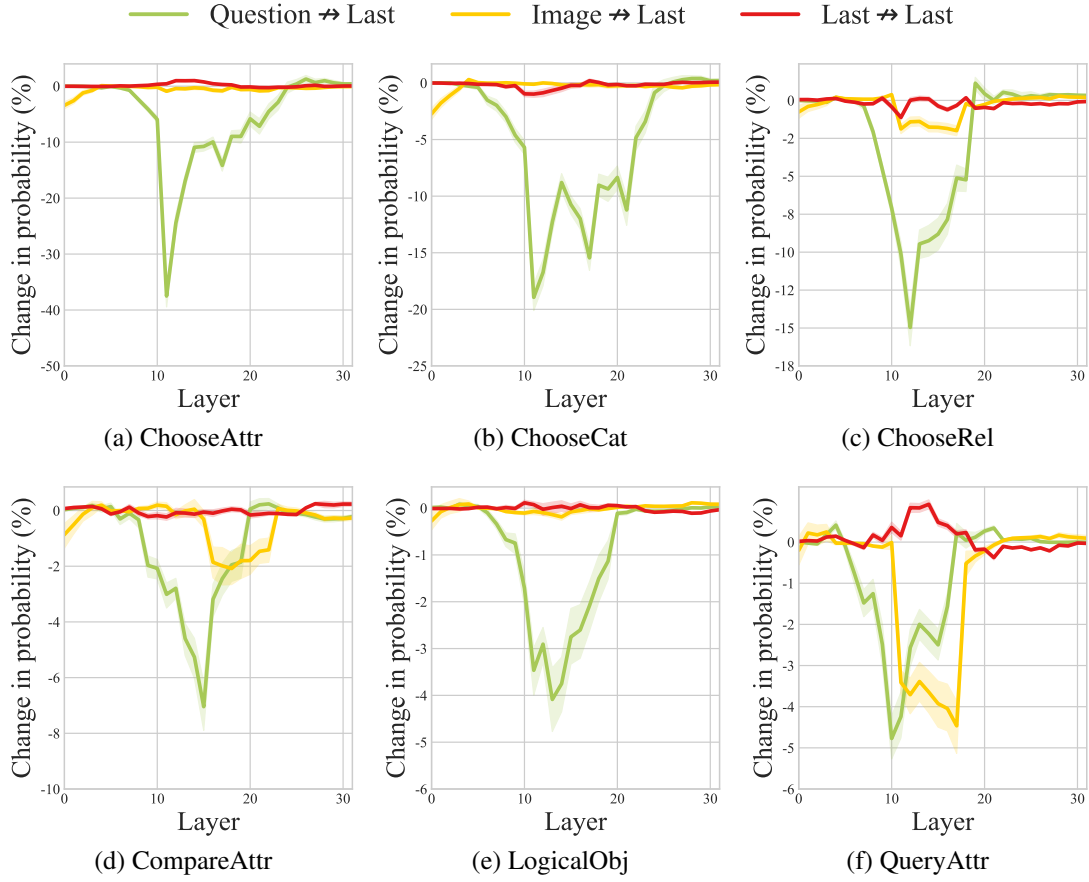 Question ↛ Last Image ↛ Last Last ↛ Last
Change in probability (%)
0
-10
-20
-30
-40
-50
0 10 20 30
Layer
(a) ChooseAttr
Change in probability (%)
0
-5
-10
-15
-20
-25
0 10 20 30
Layer
(b) ChooseCat
Change in probability (%)
0
-2
-5
-8
-10
-12
-15
-18
0 10 20 30
Layer
(c) ChooseRel
Change in probability (%)
0
-2
-4
-6
-8
-10
0 10 20 30
Layer
(d) CompareAttr
Change in probability (%)
0
-1
-2
-3
-4
-5
-6
0 10 20 30
Layer
(e) LogicalObj
Change in probability (%)
0
-1
-2
-3
-4
-5
-6
0 10 20 30
Layer
(f) QueryAttr